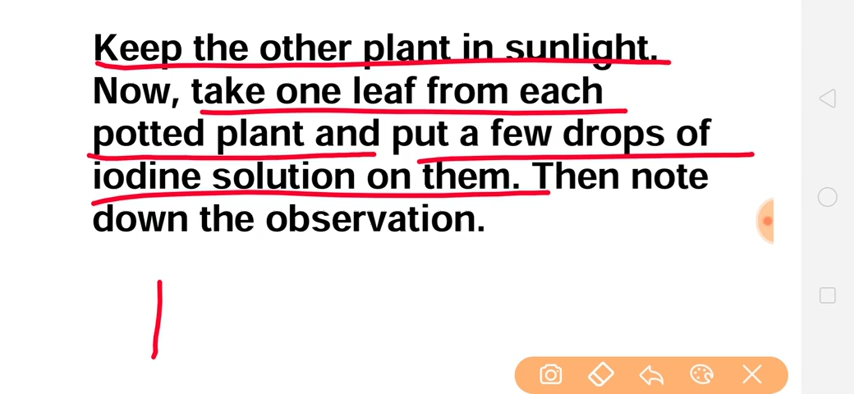 Keep the other plant in sunlight.
Now, take one leaf from each
potted plant and put a few drops of
iodine solution on them. Then note
down the observation.